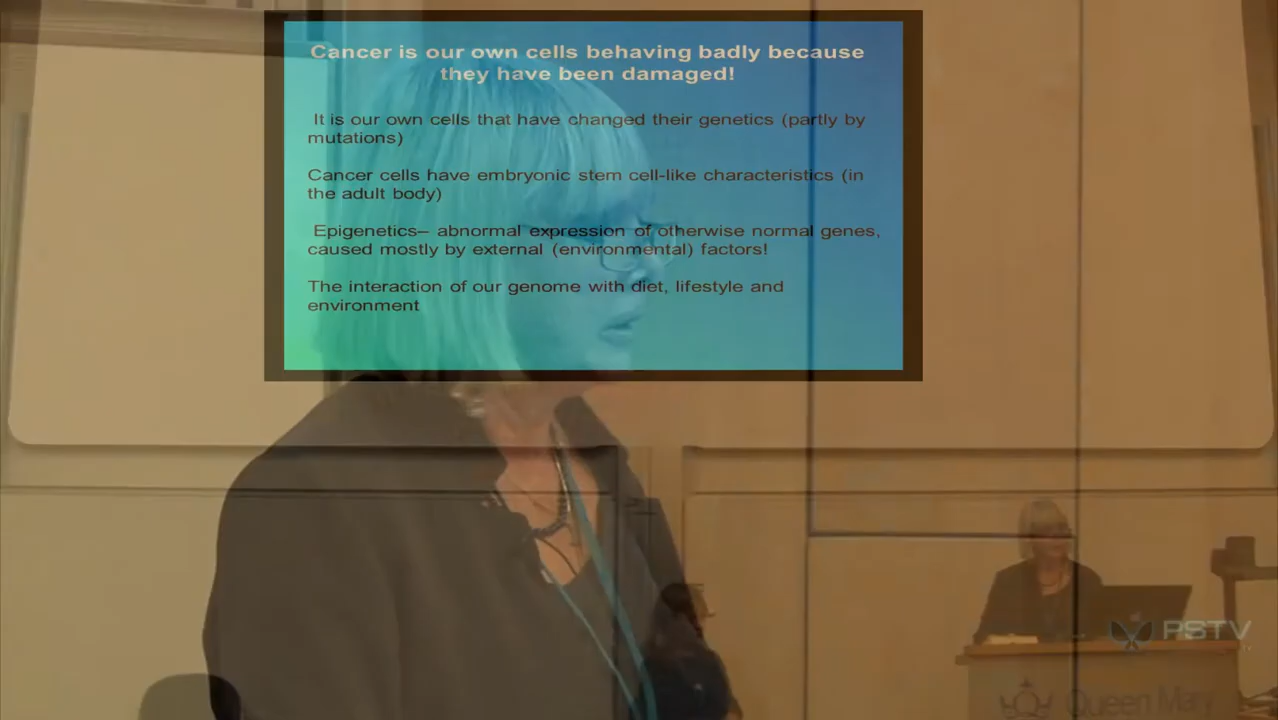 Cancer is our own cells behaving badly because
they have been damaged!
It is our own cells that have changed their genetics (partly by
mutations)
Cancer cells have embryonic stem cell-like characteristics (in
the adult body)
Epigenetics– abnormal expression of otherwise normal genes,
caused mostly by external (environmental) factors!
The interaction of our genome with diet, lifestyle and
environment
PSTV
Queen Mary